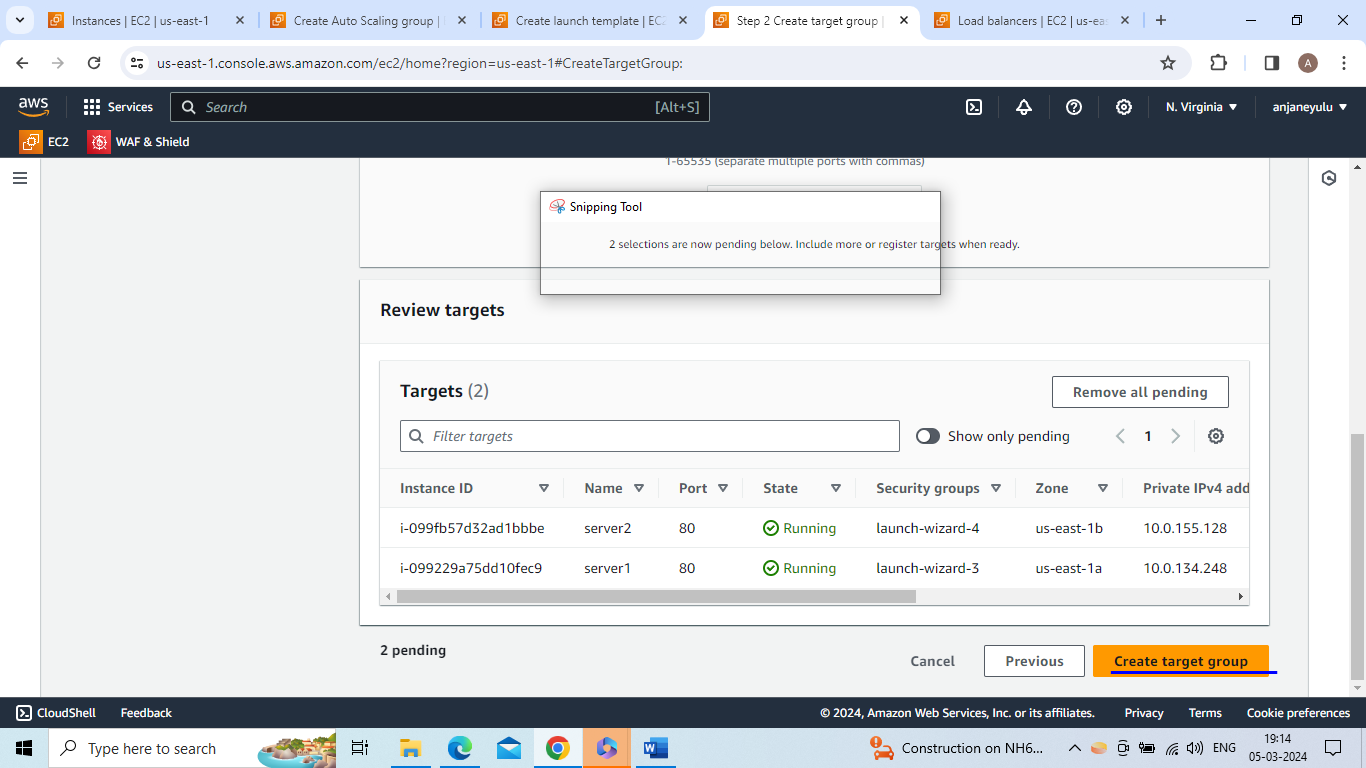 Instances | EC2 | us-east-1
Create Auto Scaling group |
Create launch template | EC2
Step 2 Create target group |
Load balancers | EC2 | us-eas
us-east-1.console.aws.amazon.com/ec2/home?region=us-east-1#CreateTargetGroup:
A
aws
Services
Search
[Alt+S]
N. Virginia
anjaneyulu
EC2
WAF & Shield
1-65535 (separate multiple ports with commas)
Snipping Tool
2 selections are now pending below. Include more or register targets when ready.
Review targets
Targets (2)
Remove all pending
Filter targets
Show only pending
1
Instance ID Name Port State Security groups Zone Private IPv4 add
i-099fb57d32ad1bbbe server2 80 Running launch-wizard-4 us-east-1b 10.0.155.128
i-099229a75dd10fec9 server1 80 Running launch-wizard-3 us-east-1a 10.0.134.248
2 pending
Cancel
Previous
Create target group
CloudShell
Feedback
© 2024, Amazon Web Services, Inc. or its affiliates.
Privacy
Terms
Cookie preferences
Type here to search
Construction on NH6...
ENG
19:14
05-03-2024